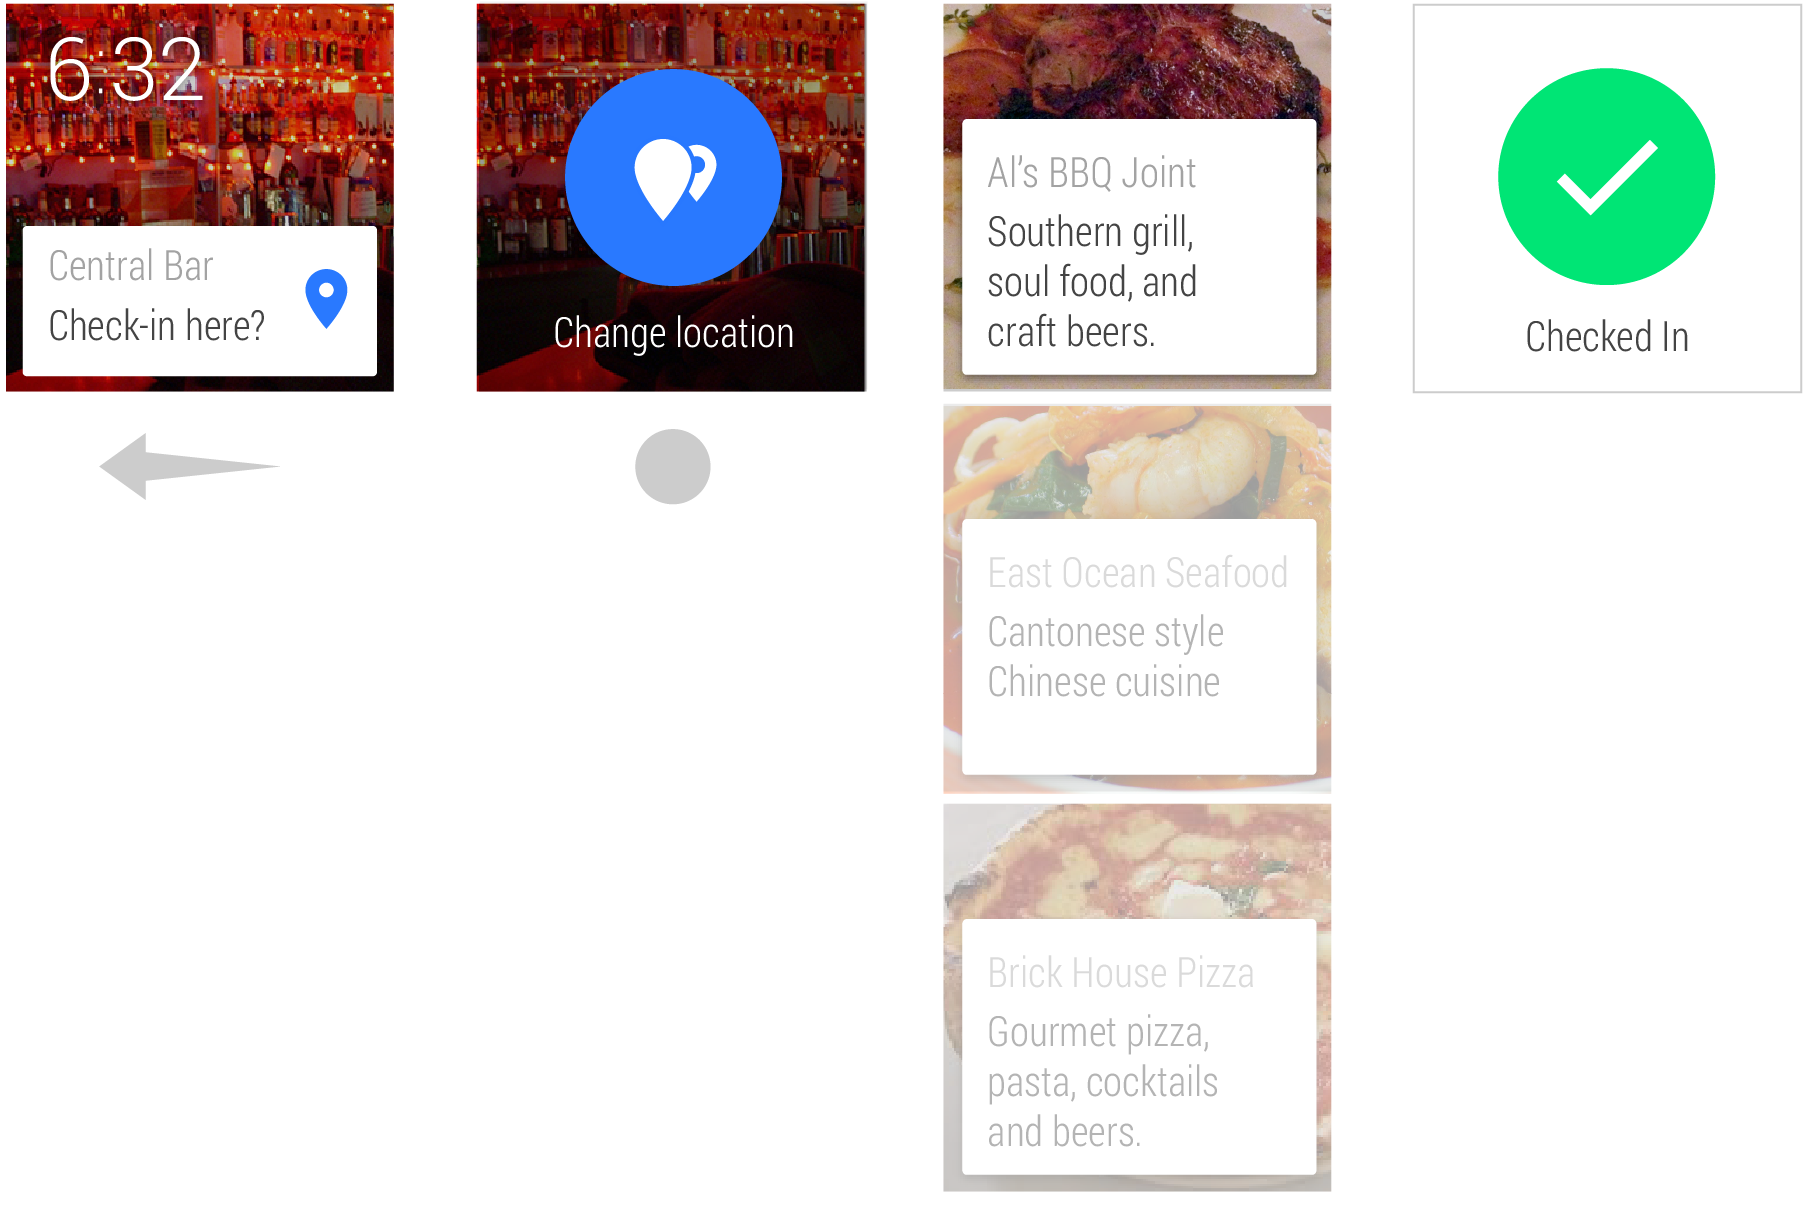 6:32
Central Bar
Check-in here?
Change location
Al’s BBQ Joint
Southern grill,
soul food, and
craft beers.
East Ocean Seafood
Cantonese style
Chinese cuisine
Brick House Pizza
Gourmet pizza,
pasta, cocktails
and beers.
Checked In